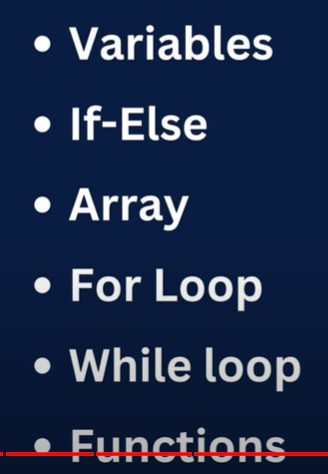 • Variables
• If-Else
• Array
• For Loop
• While loop
• Functions